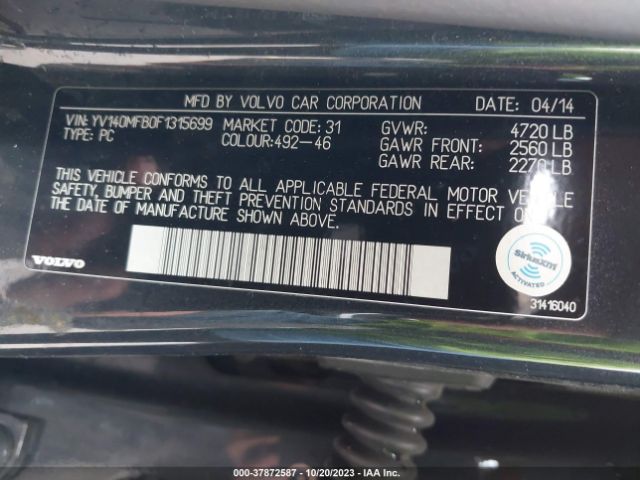 MFD BY VOLVO CAR CORPORATION DATE: 04/14
VIN: YV140MFB0F1315699 MARKET CODE: 31 GVWR: 4720 LB
TYPE: PC COLOUR:492-46 GAWR FRONT: 2560 LB
GAWR REAR: 2270 LB
THIS VEHICLE CONFORMS TO ALL APPLICABLE FEDERAL MOTOR VEHICLE
SAFETY, BUMPER AND THEFT PREVENTION STANDARDS IN EFFECT ON
THE DATE OF MANUFACTURE SHOWN ABOVE.
VOLVO
SiriusXM
ACTIVATED
31416040
000-37872587 - 10/20/2023 - IAA Inc.